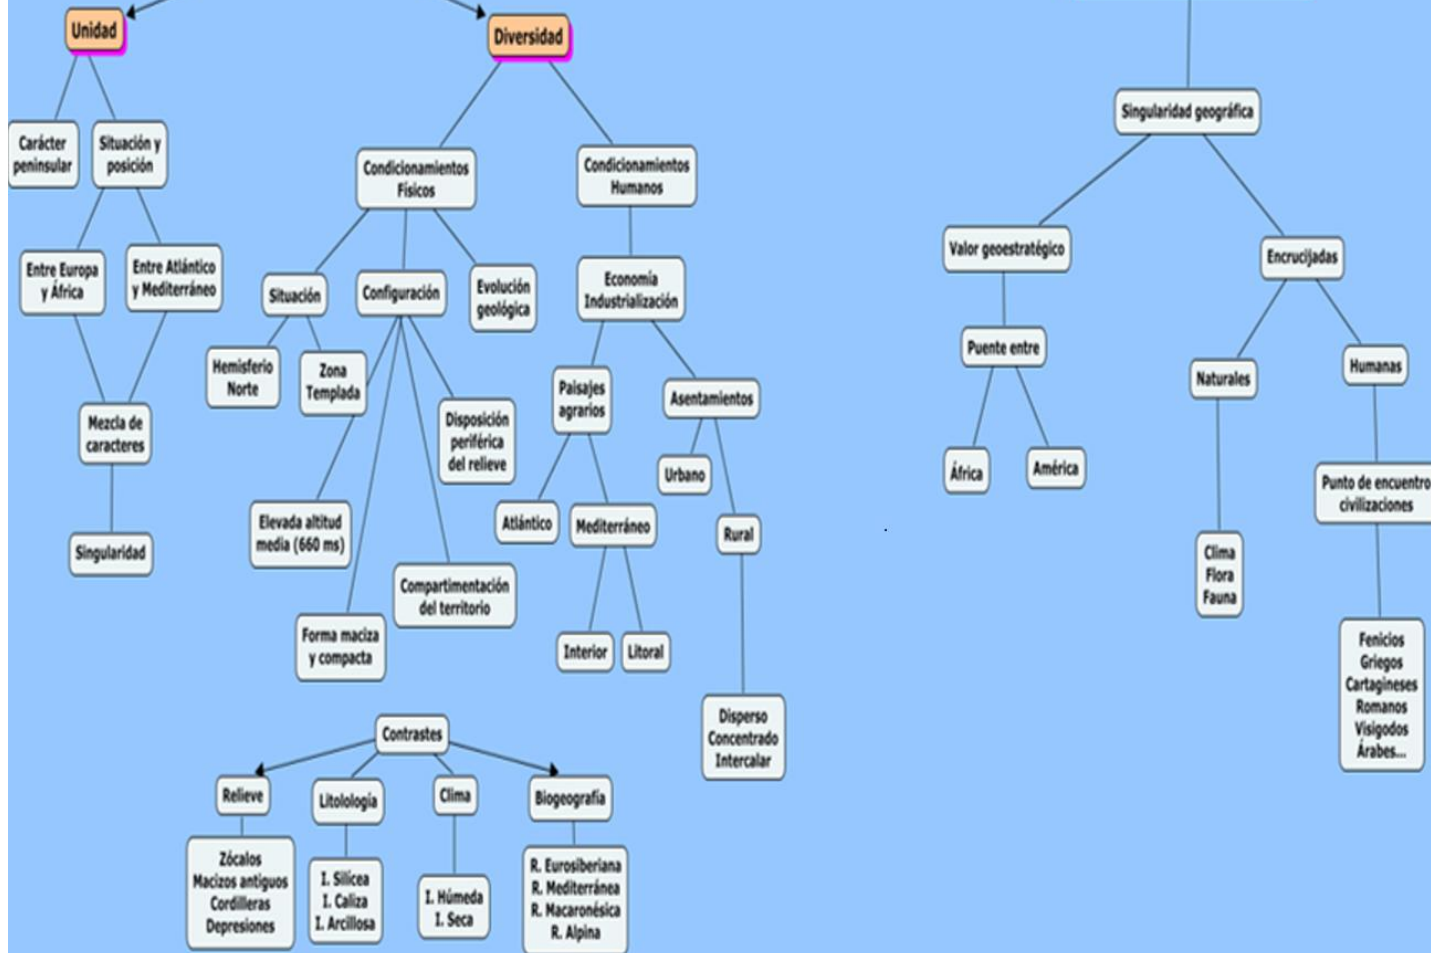 Unidad
Diversidad
Carácter
peninsular
Situación y
posición
Entre Europa
y África
Entre Atlántico
y Mediterráneo
Mezcla de
caracteres
Singularidad
Condicionamientos
Físicos
Condicionamientos
Humanos
Situación
Configuración
Evolución
geológica
Hemisferio
Norte
Zona
Templada
Disposición
periférica
del relieve
Elevada altitud
media (660 ms)
Compartimentación
del territorio
Forma maciza
y compacta
Economía
Industrialización
Paisajes
agrarios
Asentamientos
Urbano
Atlántico
Mediterráneo
Rural
Interior
Litoral
Disperso
Concentrado
Intercalar
Contrastes
Relieve
Litolología
Clima
Biogeografía
Zócalos
Macizos antiguos
Cordilleras
Depresiones
I. Silícea
I. Caliza
I. Arcillosa
I. Húmeda
I. Seca
R. Eurosiberiana
R. Mediterránea
R. Macaronésica
R. Alpina
Singularidad geográfica
Valor geoestratégico
Encrucijadas
Puente entre
África
América
Naturales
Humanas
Clima
Flora
Fauna
Punto de encuentro
civilizaciones
Fenicios
Griegos
Cartagineses
Romanos
Visigodos
Árabes...